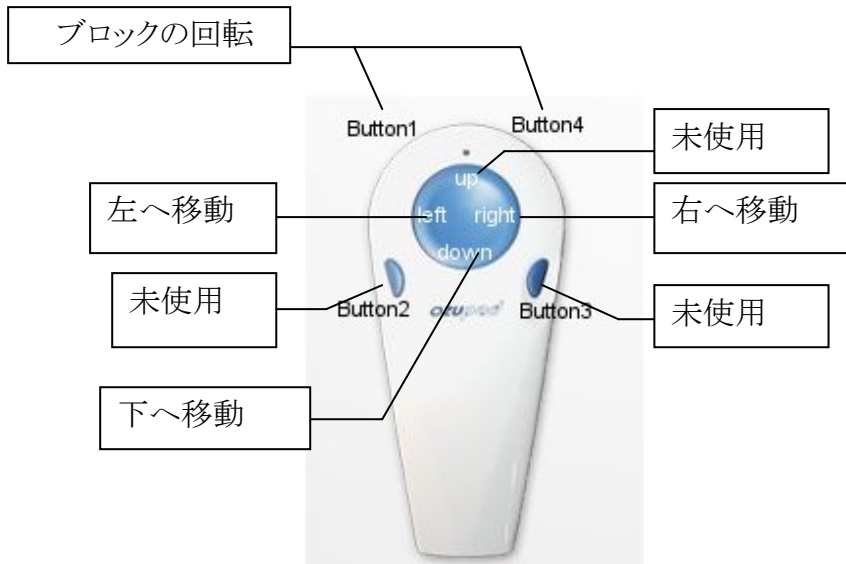 ブロックの回転
Button1
Button4
未使用
up
左へ移動
left
right
右へ移動
down
未使用
Button2
ozupad
Button3
未使用
下へ移動